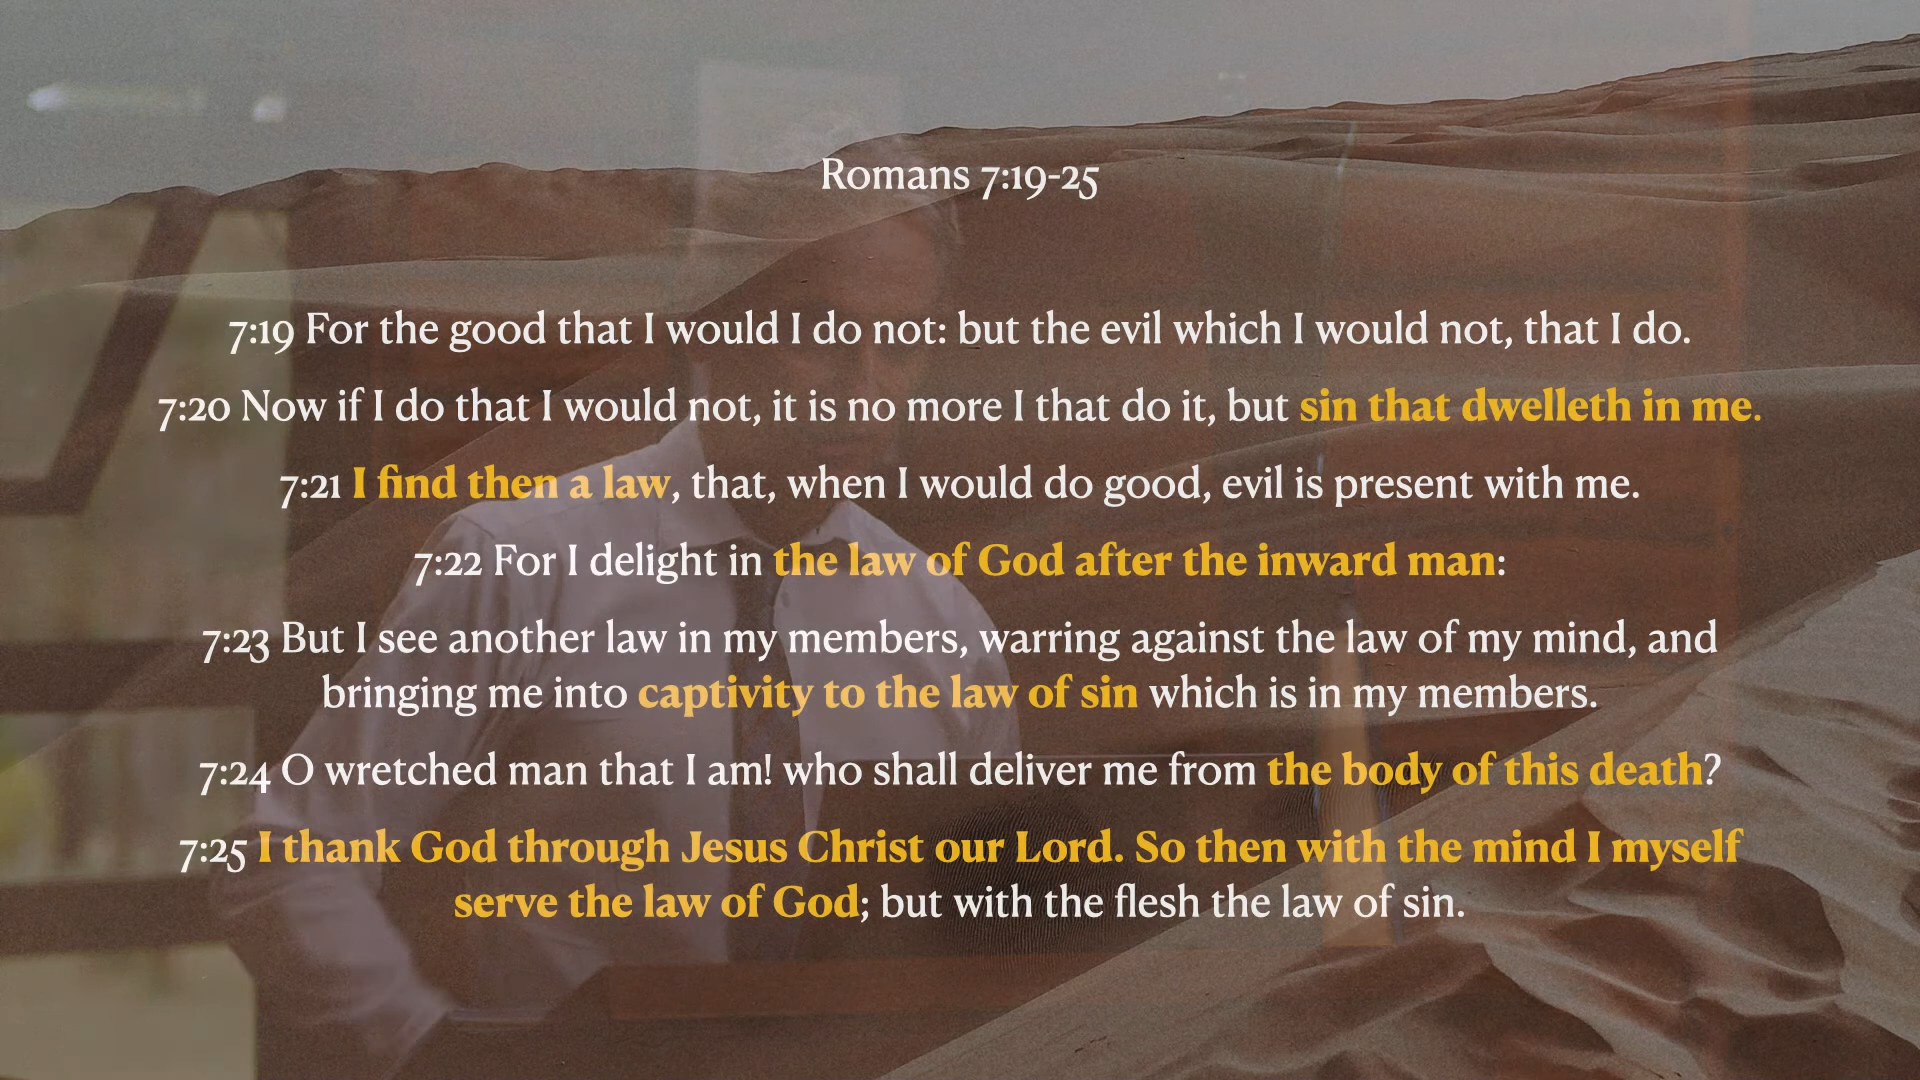 Romans 7:19-25
7:19 For the good that I would I do not: but the evil which I would not, that I do.
7:20 Now if I do that I would not, it is no more I that do it, but sin that dwelleth in me.
7:21 I find then a law, that, when I would do good, evil is present with me.
7:22 For I delight in the law of God after the inward man:
7:23 But I see another law in my members, warring against the law of my mind, and
bringing me into captivity to the law of sin which is in my members.
7:24 O wretched man that I am! who shall deliver me from the body of this death?
7:25 I thank God through Jesus Christ our Lord. So then with the mind I myself
serve the law of God; but with the flesh the law of sin.